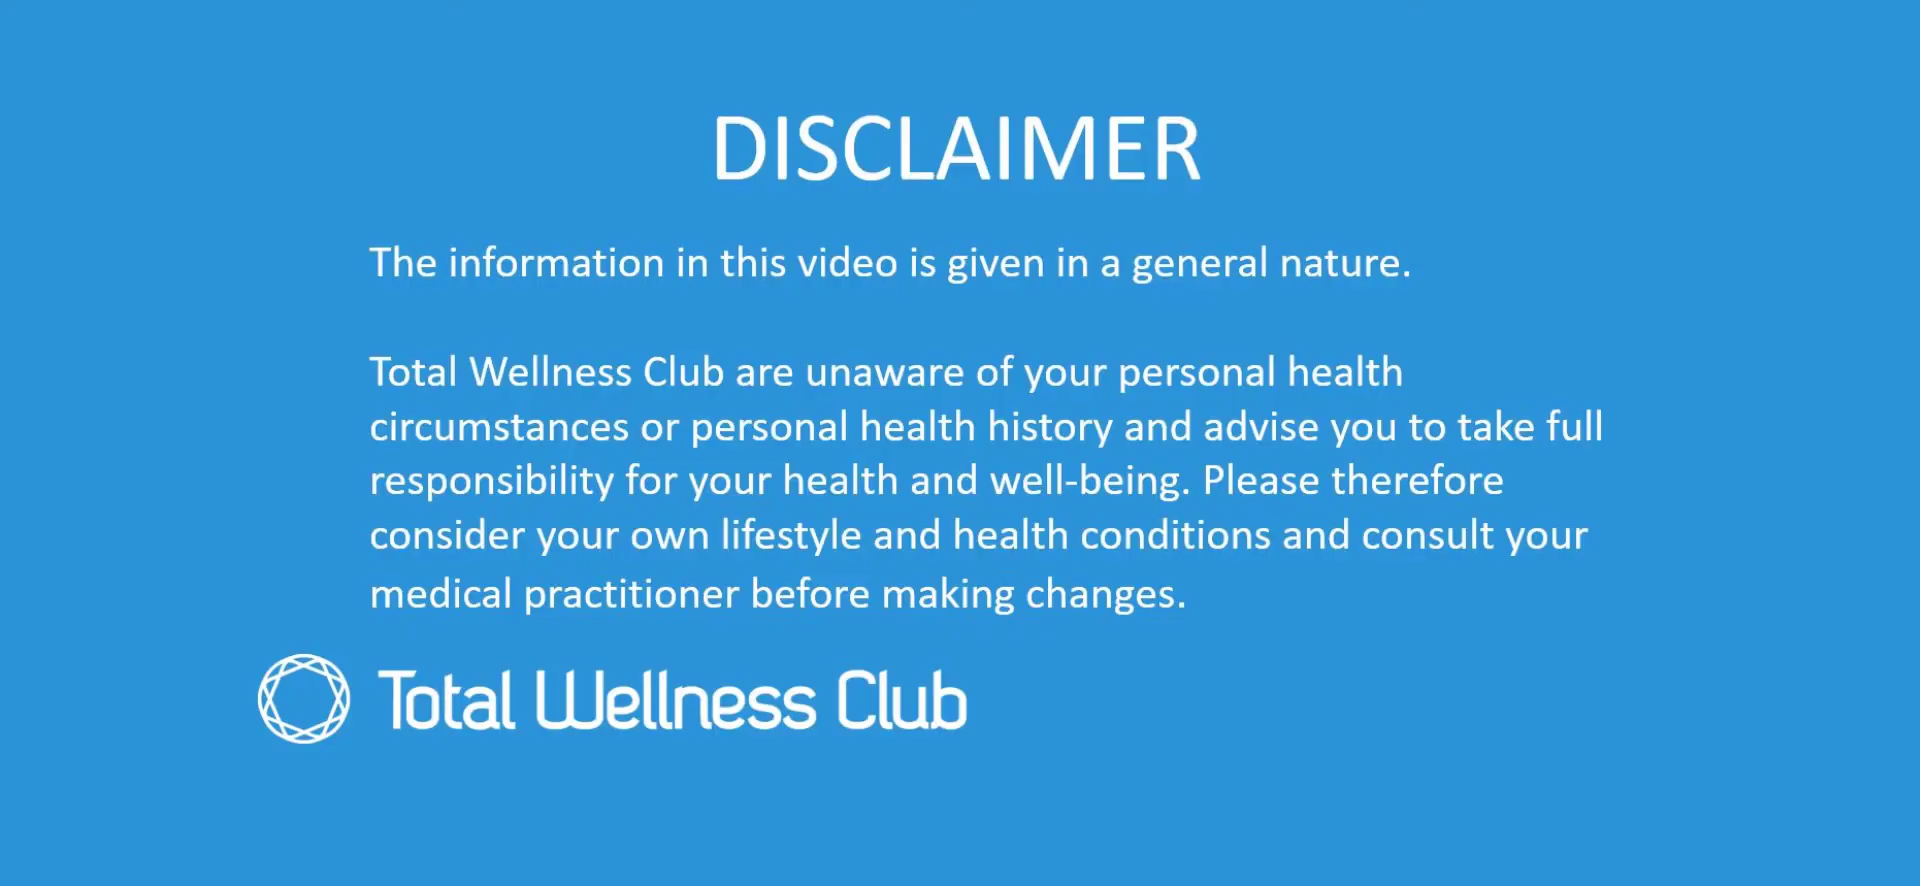 DISCLAIMER
The information in this video is given in a general nature.
Total Wellness Club are unaware of your personal health
circumstances or personal health history and advise you to take full
responsibility for your health and well-being. Please therefore
consider your own lifestyle and health conditions and consult your
medical practitioner before making changes.
Total Wellness Club